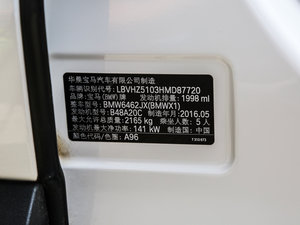 华晨宝马汽车有限公司制造
车辆识别代号: LBVHZ5103HMD87720
品牌: 宝马(BMW)牌 发动机排量: 1998 ml
整车型号: BMW6462JX(BMWX1)
发动机型号: B48A20C 制造年月: 2016.05
最大允许总质量: 2165 kg 乘坐人数: 5 人
发动机最大净功率: 141 kW 制造国: 中国
颜色代号/色圈: A96